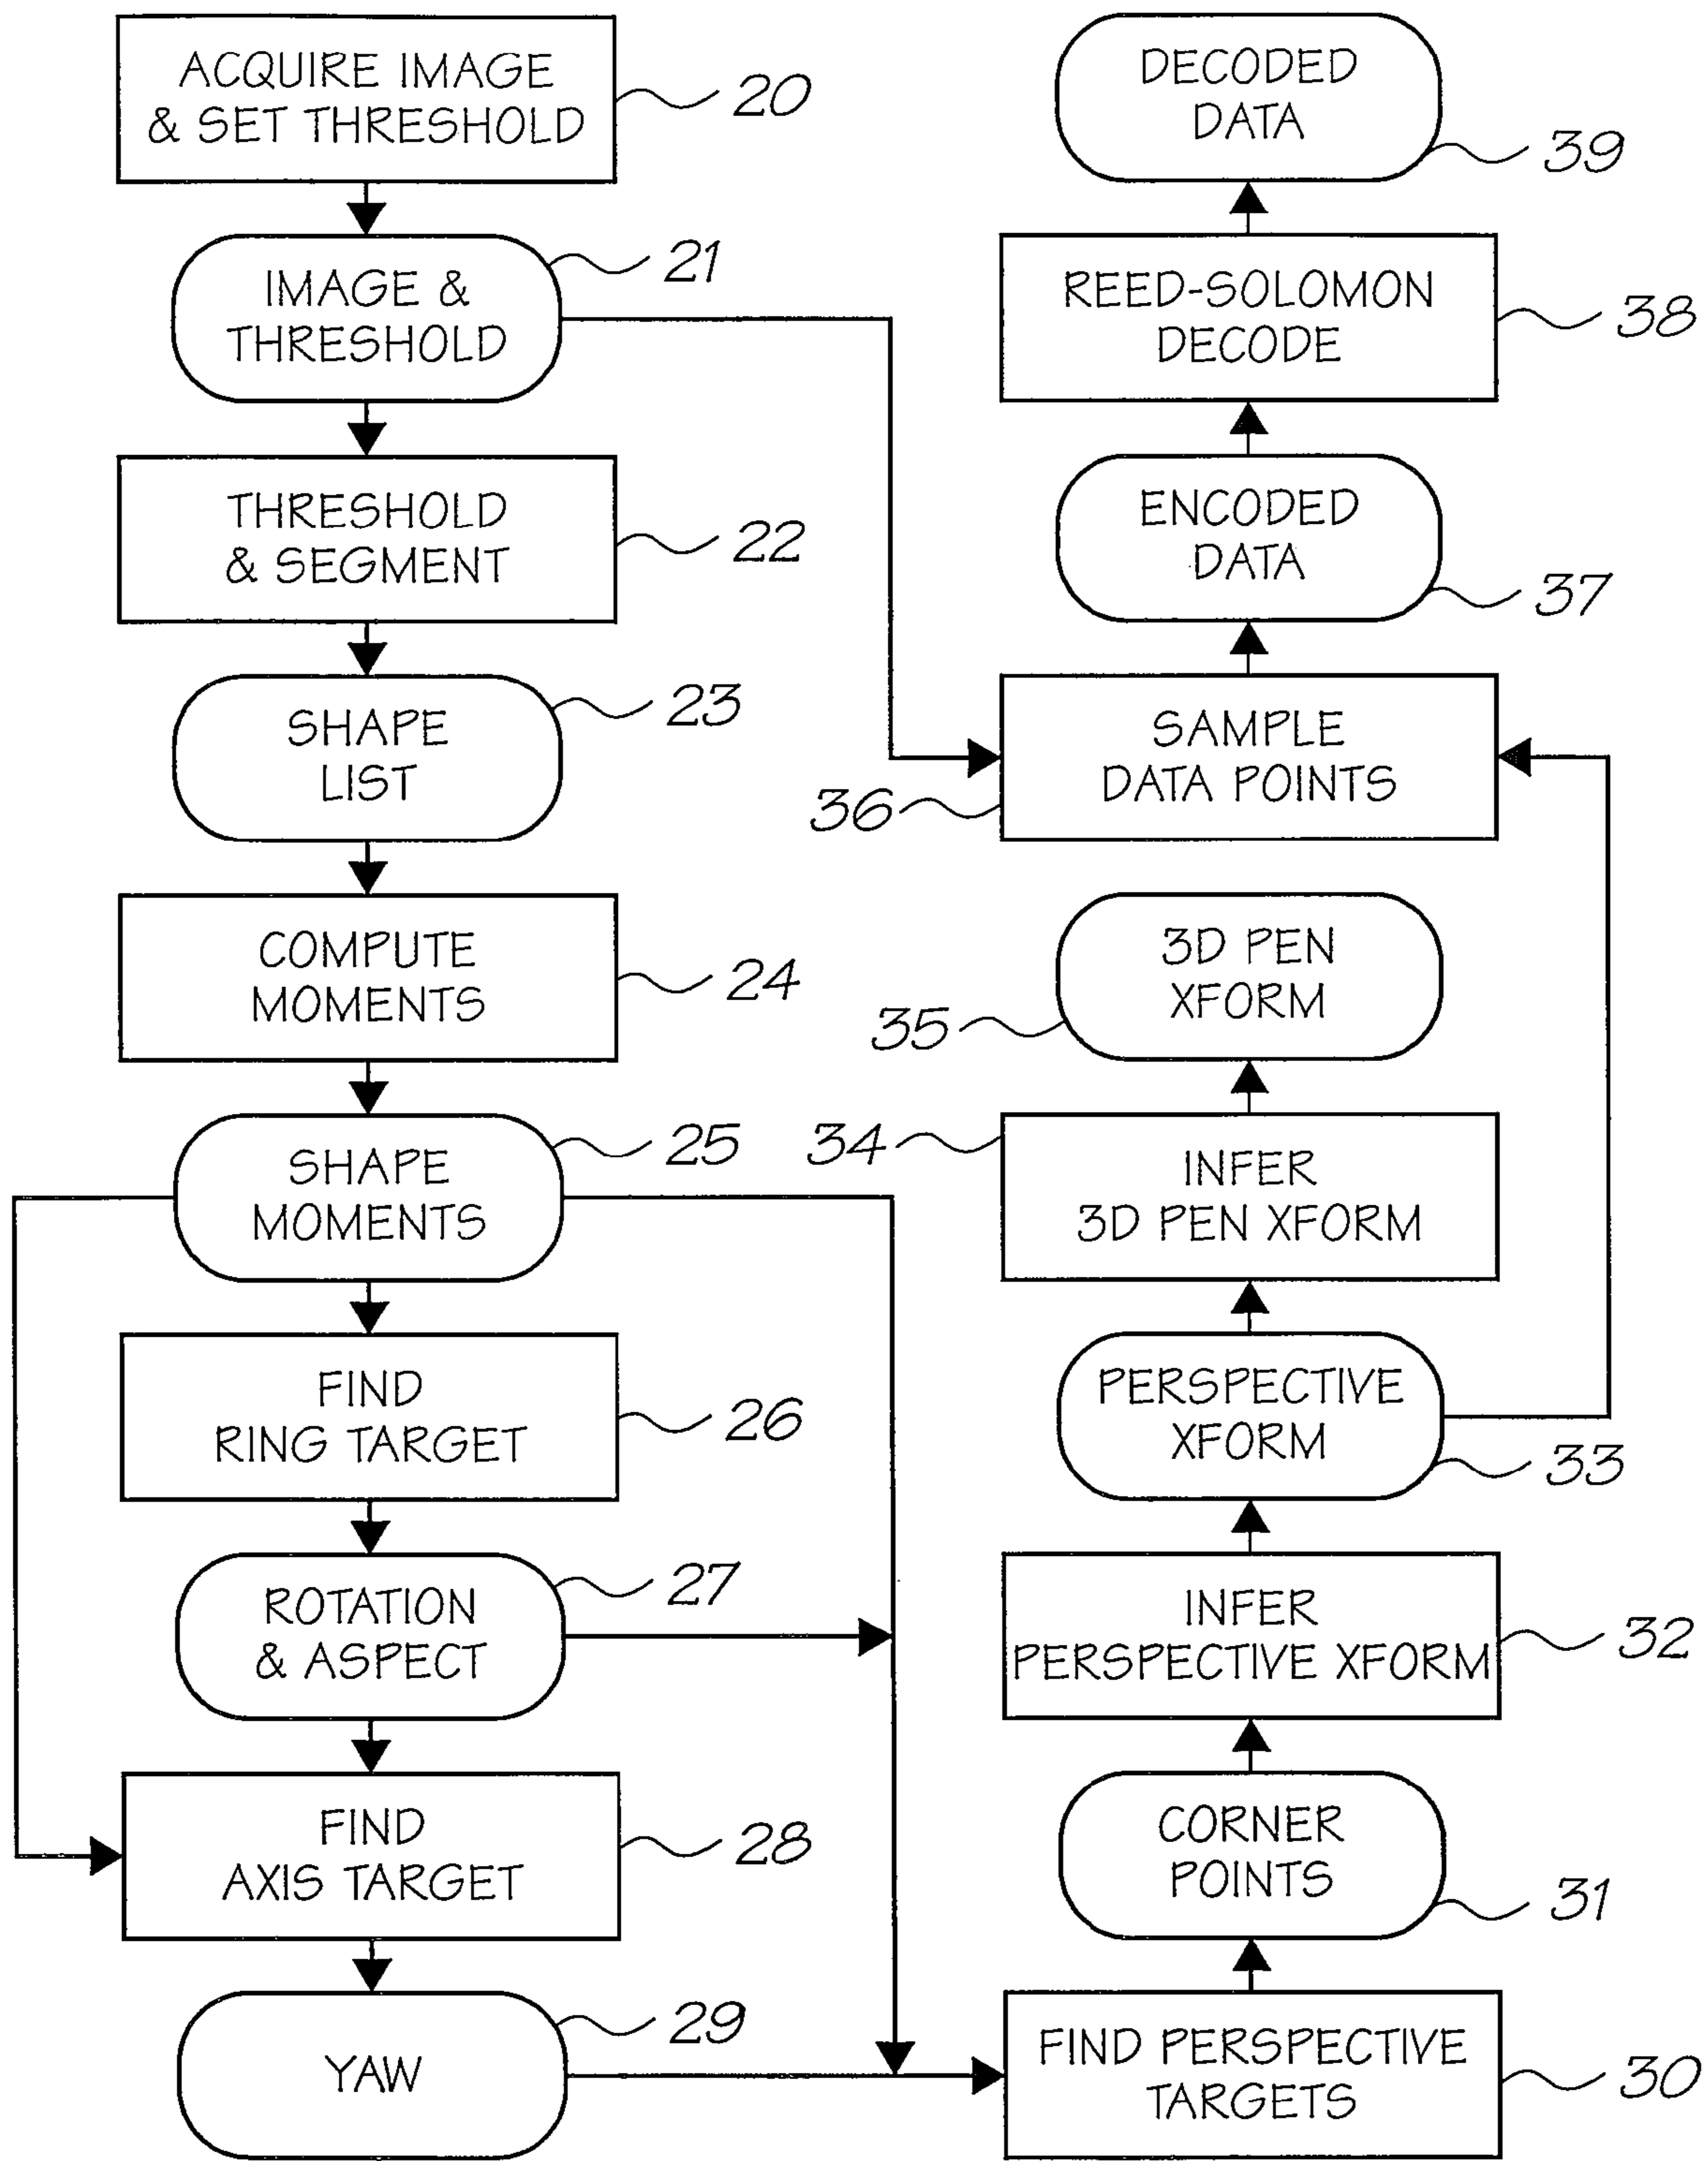 ACQUIRE IMAGE
& SET THRESHOLD
20
IMAGE &
THRESHOLD
21
THRESHOLD
& SEGMENT
22
SHAPE
LIST
23
COMPUTE
MOMENTS
24
SHAPE
MOMENTS
25
FIND
RING TARGET
26
ROTATION
& ASPECT
27
FIND
AXIS TARGET
28
YAW
29
DECODED
DATA
39
REED-SOLOMON
DECODE
38
ENCODED
DATA
37
SAMPLE
DATA POINTS
36
3D PEN
XFORM
35
INFER
3D PEN XFORM
34
PERSPECTIVE
XFORM
33
INFER
PERSPECTIVE XFORM
32
CORNER
POINTS
31
FIND PERSPECTIVE
TARGETS
30